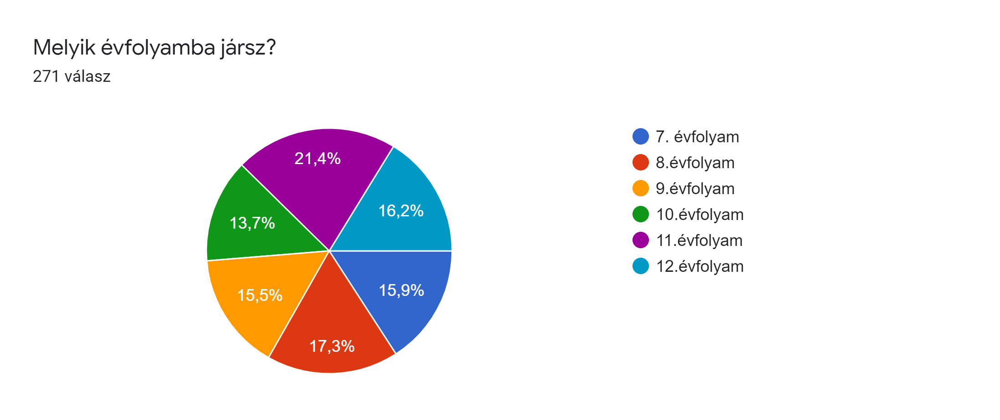 Melyik évfolyamba jársz?
271 válasz
21,4%
16,2%
13,7%
15,9%
15,5%
17,3%
7. évfolyam
8.évfolyam
9.évfolyam
10.évfolyam
11.évfolyam
12.évfolyam